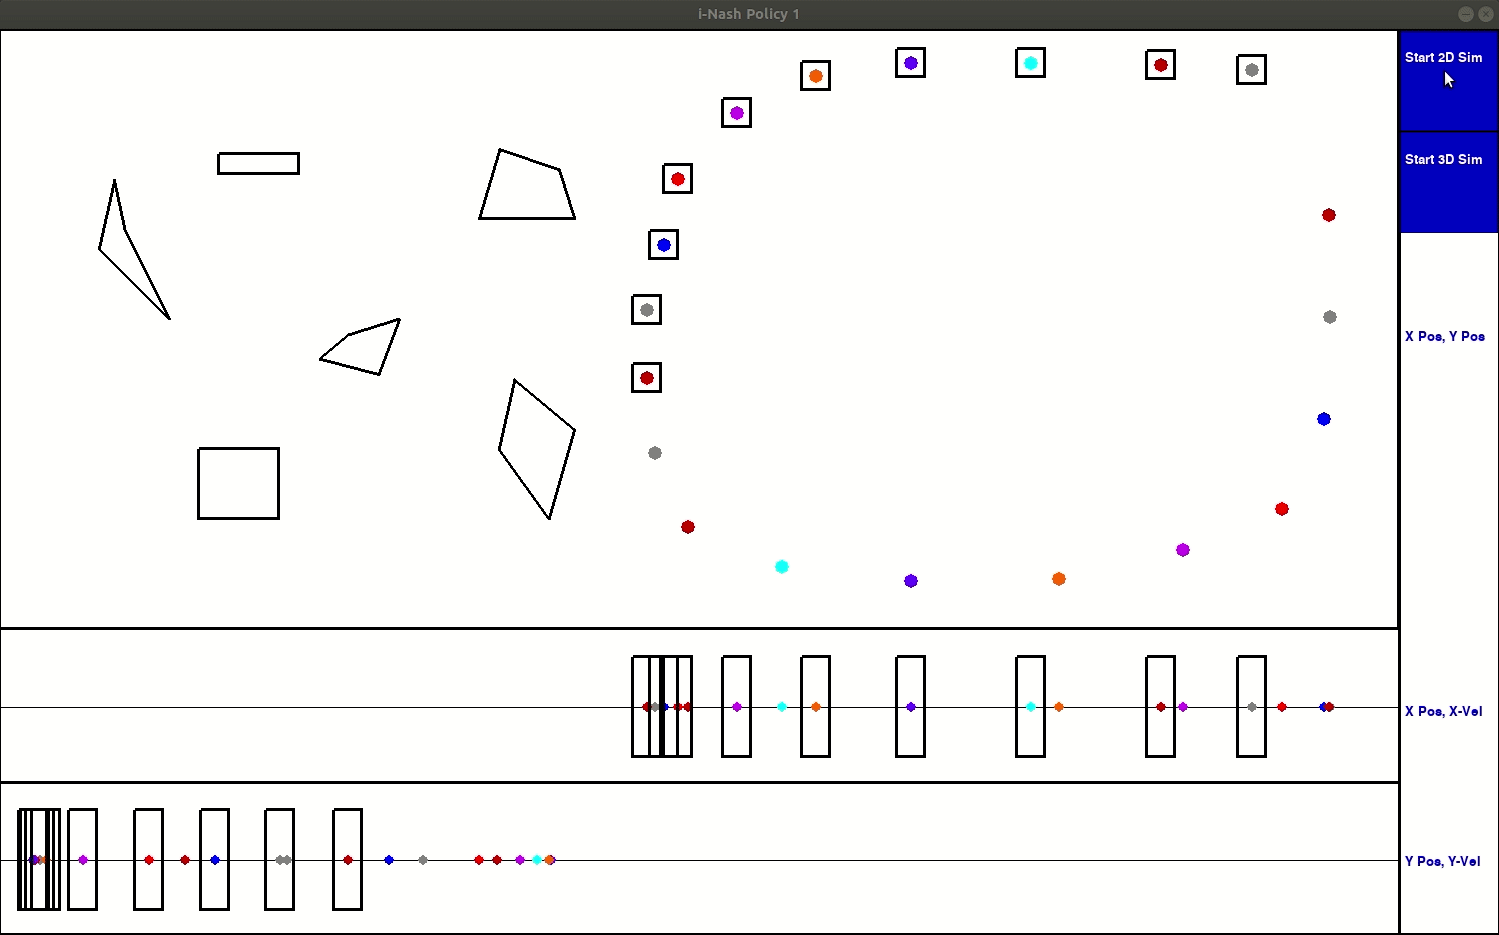 i-Nash Policy 1
Start 2D Sim
Start 3D Sim
X Pos, Y Pos
X Pos, X-Vel
Y Pos, Y-Vel